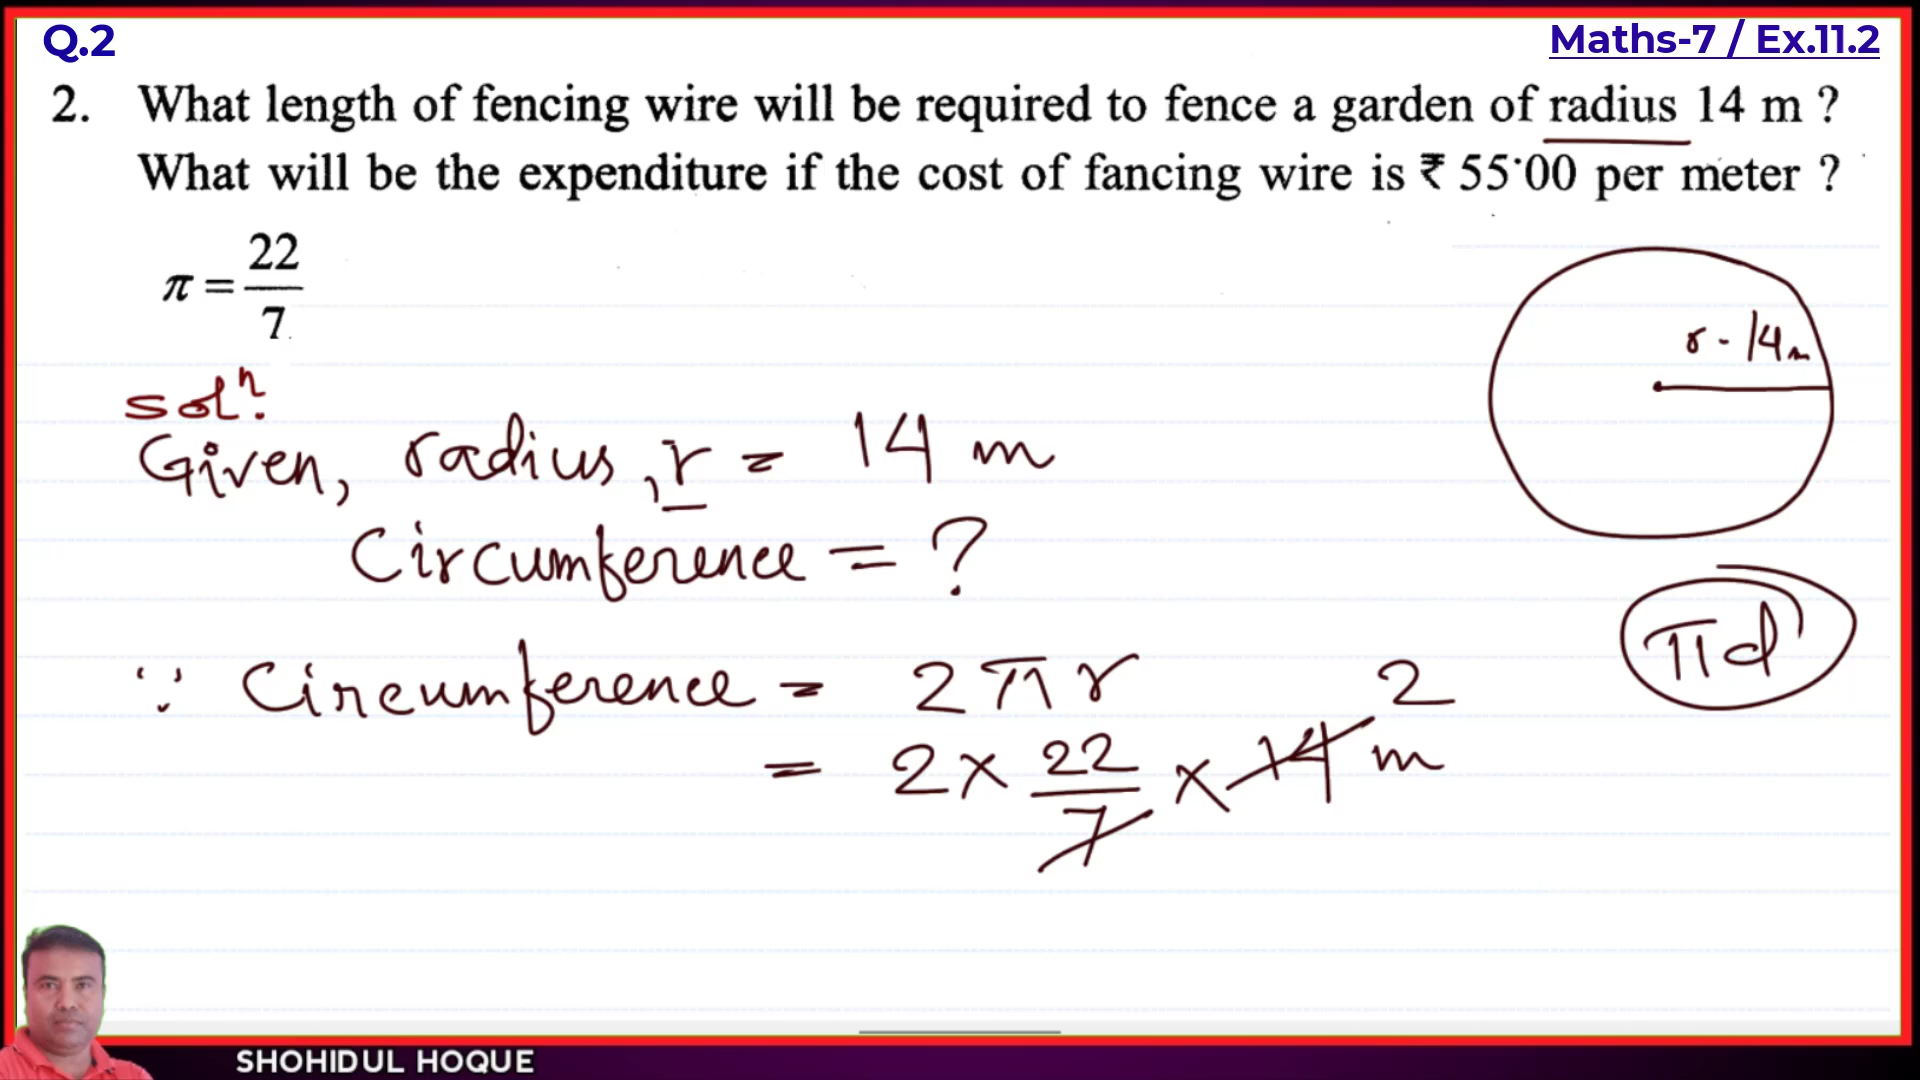 Q.2
Maths-7 / Ex.11.2
2. What length of fencing wire will be required to fence a garden of radius 14 m ?
What will be the expenditure if the cost of fancing wire is ₹ 55·00 per meter ?
π = 22/7
r - 14m
Solⁿ.
Given, radius, r = 14 m
Circumference = ?
πd
∵ Circumference = 2πr
2
= 2 × 22/7 × 14 m
SHOHIDUL HOQUE